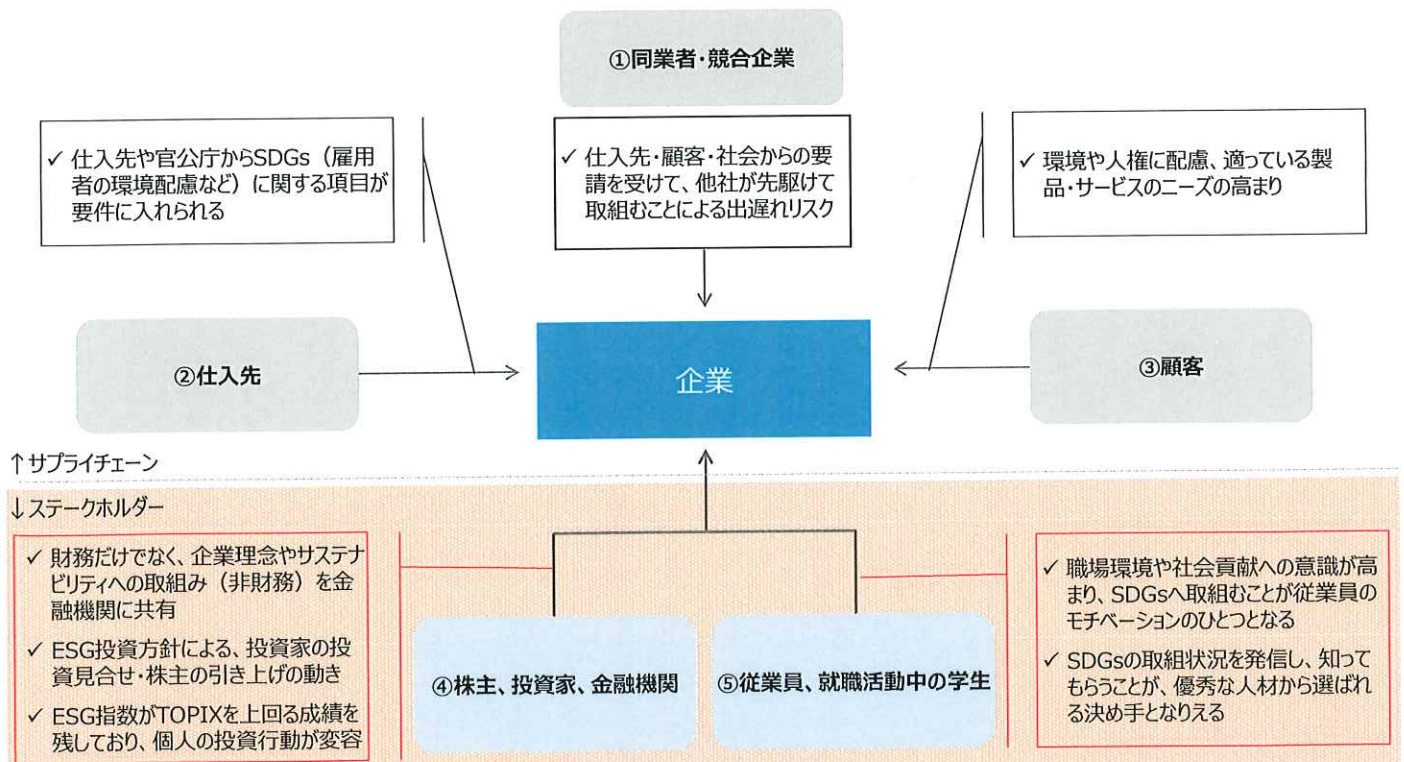 ①同業者・競合企業
✓ 仕入先や官公庁からSDGs（雇用
者の環境配慮など）に関する項目が
要件に入れられる
✓ 仕入先・顧客・社会からの要
請を受けて、他社が先駆けて
取組むことによる出遅れリスク
✓ 環境や人権に配慮、適っている製
品・サービスのニーズの高まり
②仕入先
企業
③顧客
↑サプライチェーン
↓ステークホルダー
✓ 財務だけでなく、企業理念やサステナ
ビリティへの取組み（非財務）を金
融機関に共有
✓ ESG投資方針による、投資家の投
資見合せ・株主の引き上げの動き
✓ ESG指数がTOPIXを上回る成績を
残しており、個人の投資行動が変容
④株主、投資家、金融機関
⑤従業員、就職活動中の学生
✓ 職場環境や社会貢献への意識が高
まり、SDGsへ取組むことが従業員の
モチベーションのひとつとなる
✓ SDGsの取組状況を発信し、知って
もらうことが、優秀な人材から選ばれ
る決め手となりえる